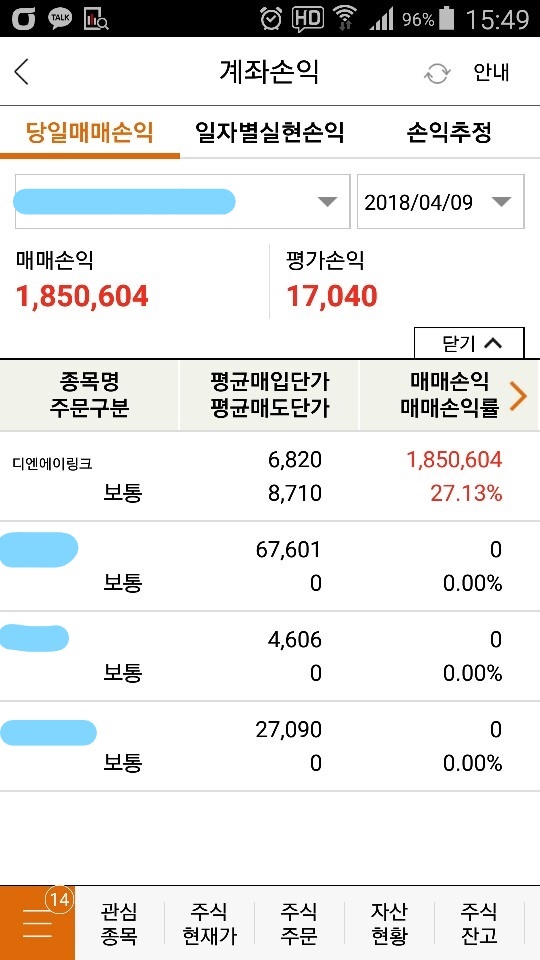 TALK HD 96% 15:49
계좌손익 안내
당일매매손익 일자별실현손익 손익추정
2018/04/09
매매손익 평가손익
1,850,604 17,040
닫기
종목명 평균매입단가 매매손익
주문구분 평균매도단가 매매손익률
디엔에이링크 6,820 1,850,604
보통 8,710 27.13%
67,601 0
보통 0 0.00%
4,606 0
보통 0 0.00%
27,090 0
보통 0 0.00%
14
관심 주식 주식 자산 주식
종목 현재가 주문 현황 잔고